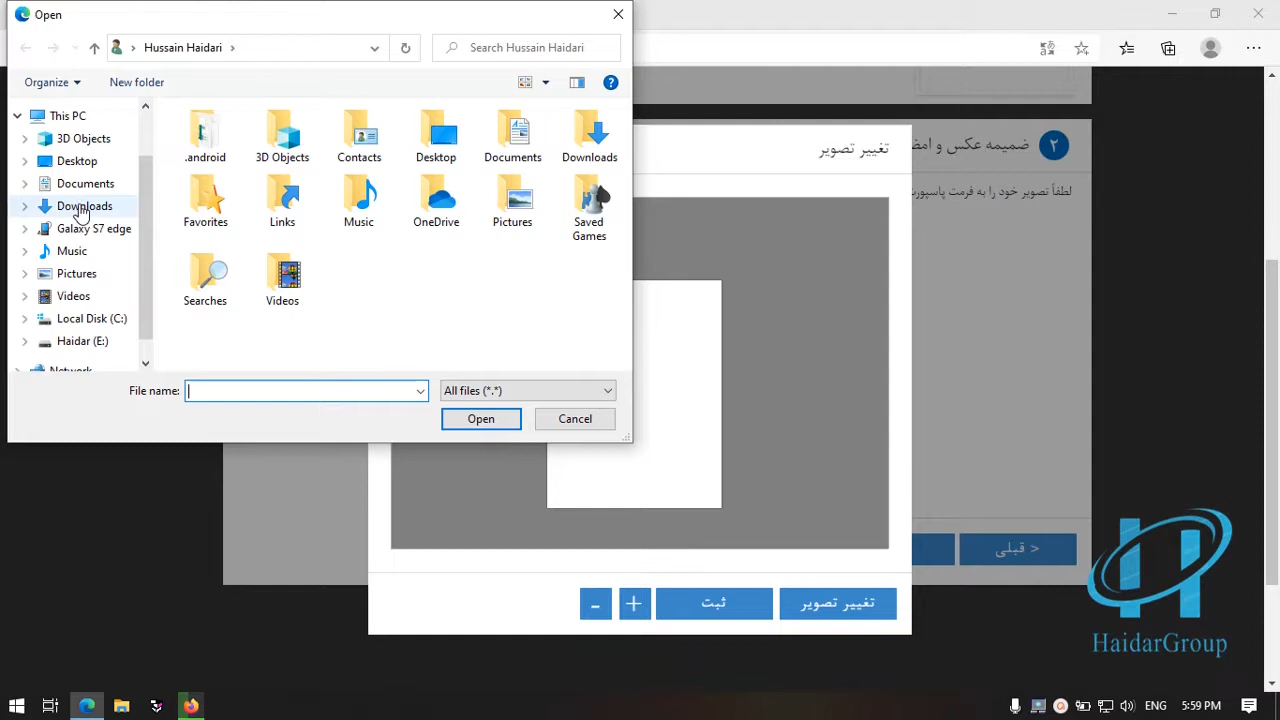 Open
Hussain Haidari
Search Hussain Haidari
Organize
New folder
This PC
3D Objects
Desktop
Documents
Downloads
Galaxy S7 edge
Music
Pictures
Videos
Local Disk (C:)
Haidar (E:)
.android
3D Objects
Contacts
Desktop
Documents
Downloads
Favorites
Links
Music
OneDrive
Pictures
Saved Games
Searches
Videos
File name:
All files (*.*)
Open
Cancel
تغییر تصویر
۲
ضمیمه عکس و
لطفاً تصویر خود را به فرمت
< قبلی
-
+
ثبت
تغییر تصویر
HaidarGroup
ENG
5:59 PM